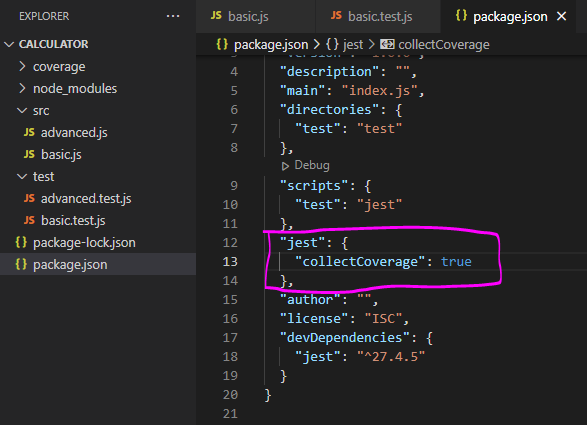 EXPLORER
CALCULATOR
coverage
node_modules
src
JS advanced.js
JS basic.js
test
JS advanced.test.js
JS basic.test.js
{} package-lock.json
{} package.json
JS basic.js
JS basic.test.js
{} package.json
{} package.json > {} jest > collectCoverage
4 "description": "",
5 "main": "index.js",
6 "directories": {
7 "test": "test"
8 },
Debug
9 "scripts": {
10 "test": "jest"
11 },
12 "jest": {
13 "collectCoverage": true
14 },
15 "author": "",
16 "license": "ISC",
17 "devDependencies": {
18 "jest": "^27.4.5"
19 }
20 }
21